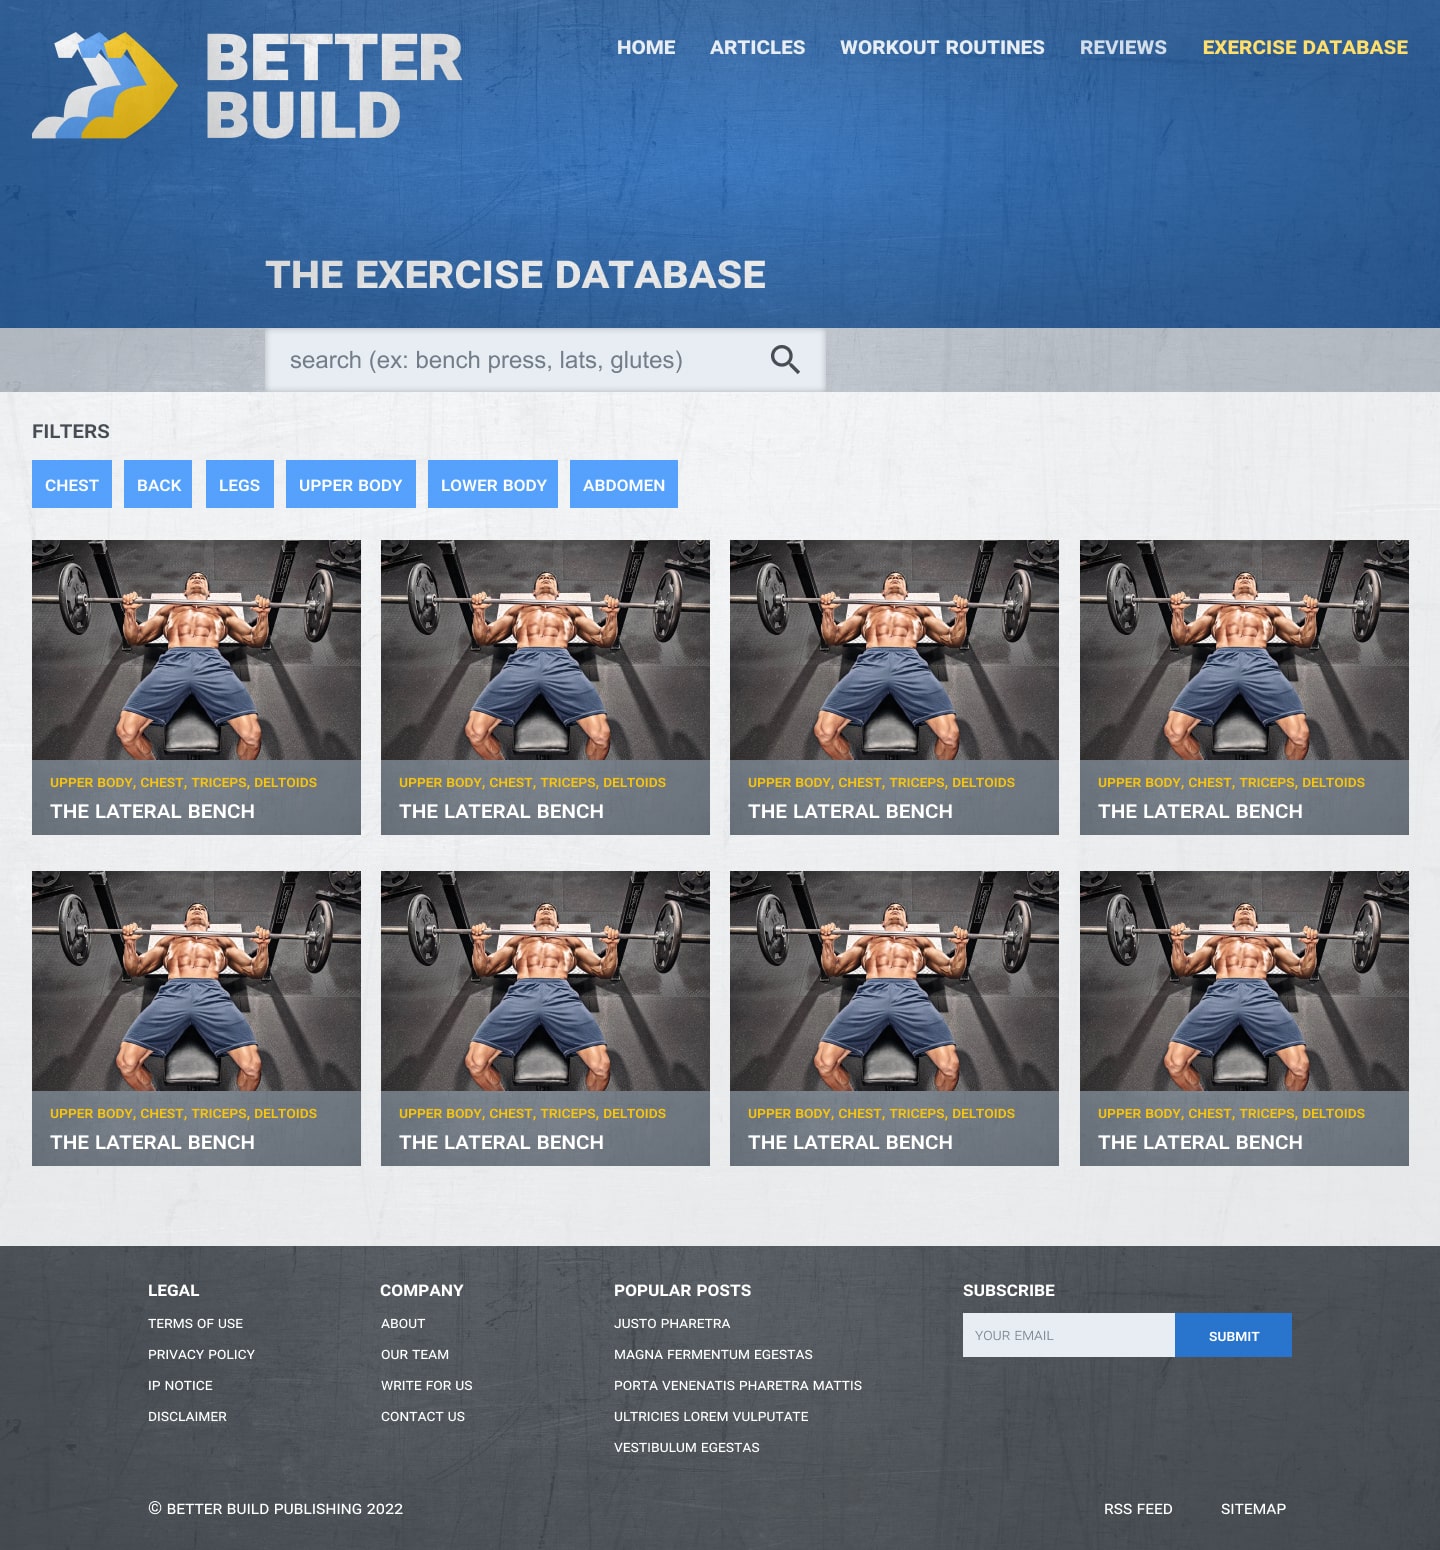 BETTER
BUILD
HOME ARTICLES WORKOUT ROUTINES REVIEWS EXERCISE DATABASE
THE EXERCISE DATABASE
search (ex: bench press, lats, glutes)
FILTERS
CHEST BACK LEGS UPPER BODY LOWER BODY ABDOMEN
UPPER BODY, CHEST, TRICEPS, DELTOIDS
THE LATERAL BENCH
UPPER BODY, CHEST, TRICEPS, DELTOIDS
THE LATERAL BENCH
UPPER BODY, CHEST, TRICEPS, DELTOIDS
THE LATERAL BENCH
UPPER BODY, CHEST, TRICEPS, DELTOIDS
THE LATERAL BENCH
UPPER BODY, CHEST, TRICEPS, DELTOIDS
THE LATERAL BENCH
UPPER BODY, CHEST, TRICEPS, DELTOIDS
THE LATERAL BENCH
UPPER BODY, CHEST, TRICEPS, DELTOIDS
THE LATERAL BENCH
UPPER BODY, CHEST, TRICEPS, DELTOIDS
THE LATERAL BENCH
LEGAL
TERMS OF USE
PRIVACY POLICY
IP NOTICE
DISCLAIMER
COMPANY
ABOUT
OUR TEAM
WRITE FOR US
CONTACT US
POPULAR POSTS
JUSTO PHARETRA
MAGNA FERMENTUM EGESTAS
PORTA VENENATIS PHARETRA MATTIS
ULTRICIES LOREM VULPUTATE
VESTIBULUM EGESTAS
SUBSCRIBE
YOUR EMAIL SUBMIT
© BETTER BUILD PUBLISHING 2022
RSS FEED SITEMAP